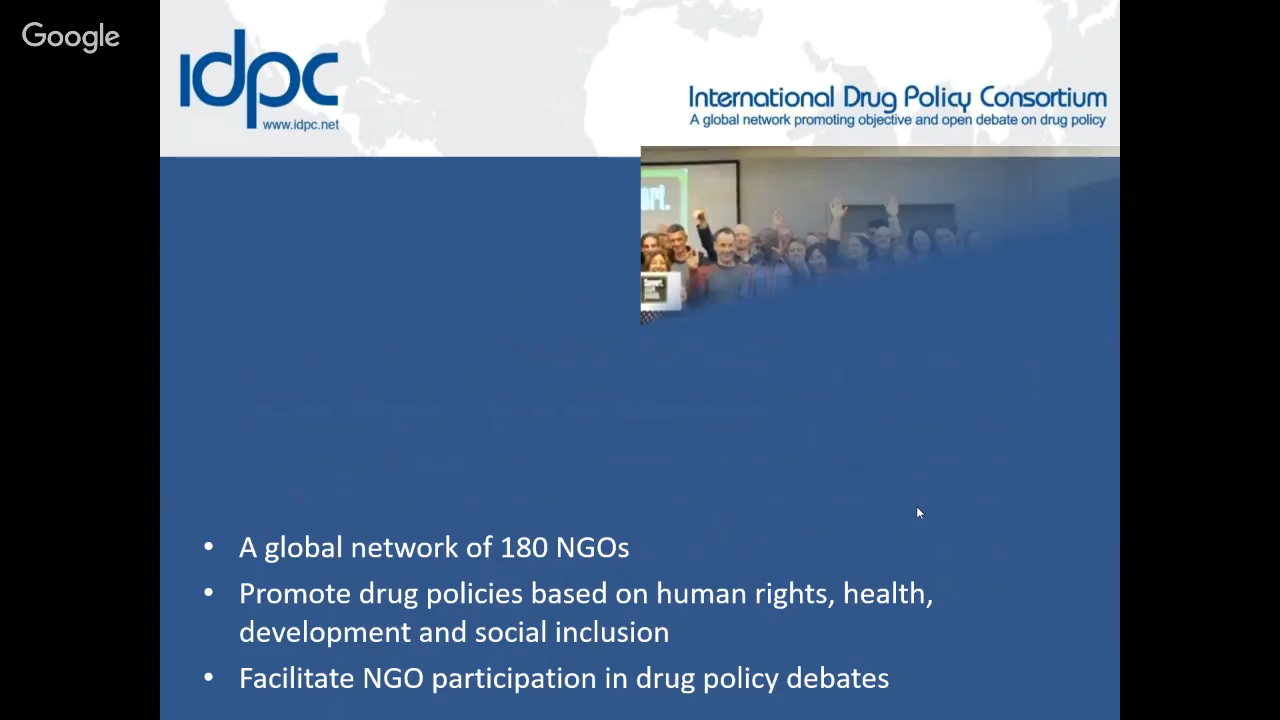 Google
idpc
www.idpc.net
International Drug Policy Consortium
A global network promoting objective and open debate on drug policy
• A global network of 180 NGOs
• Promote drug policies based on human rights, health,
development and social inclusion
• Facilitate NGO participation in drug policy debates